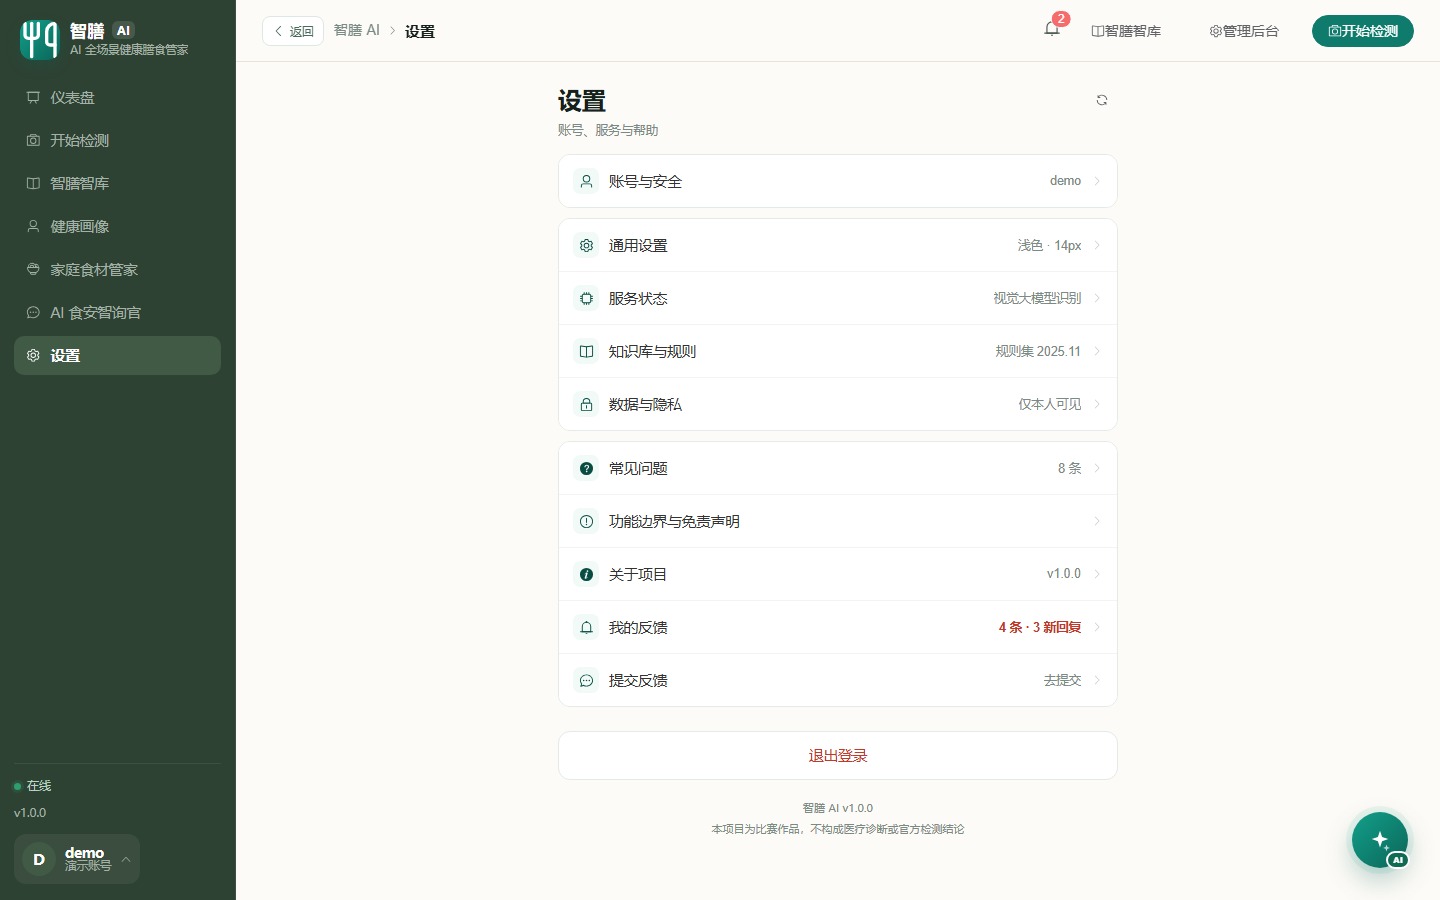 智膳 AI
AI 全场景健康膳食管家
仪表盘
开始检测
智膳智库
健康画像
家庭食材管家
AI 食安智询官
设置
在线
v1.0.0
D
demo
演示账号
返回
智膳 AI
设置
2
智膳智库
管理后台
开始检测
设置
账号、服务与帮助
账号与安全 demo
通用设置 浅色 · 14px
服务状态 视觉大模型识别
知识库与规则 规则集 2025.11
数据与隐私 仅本人可见
常见问题 8 条
功能边界与免责声明
关于项目 v1.0.0
我的反馈 4 条 · 3 新回复
提交反馈 去提交
退出登录
智膳 AI v1.0.0
本项目为比赛作品，不构成医疗诊断或官方检测结论
AI